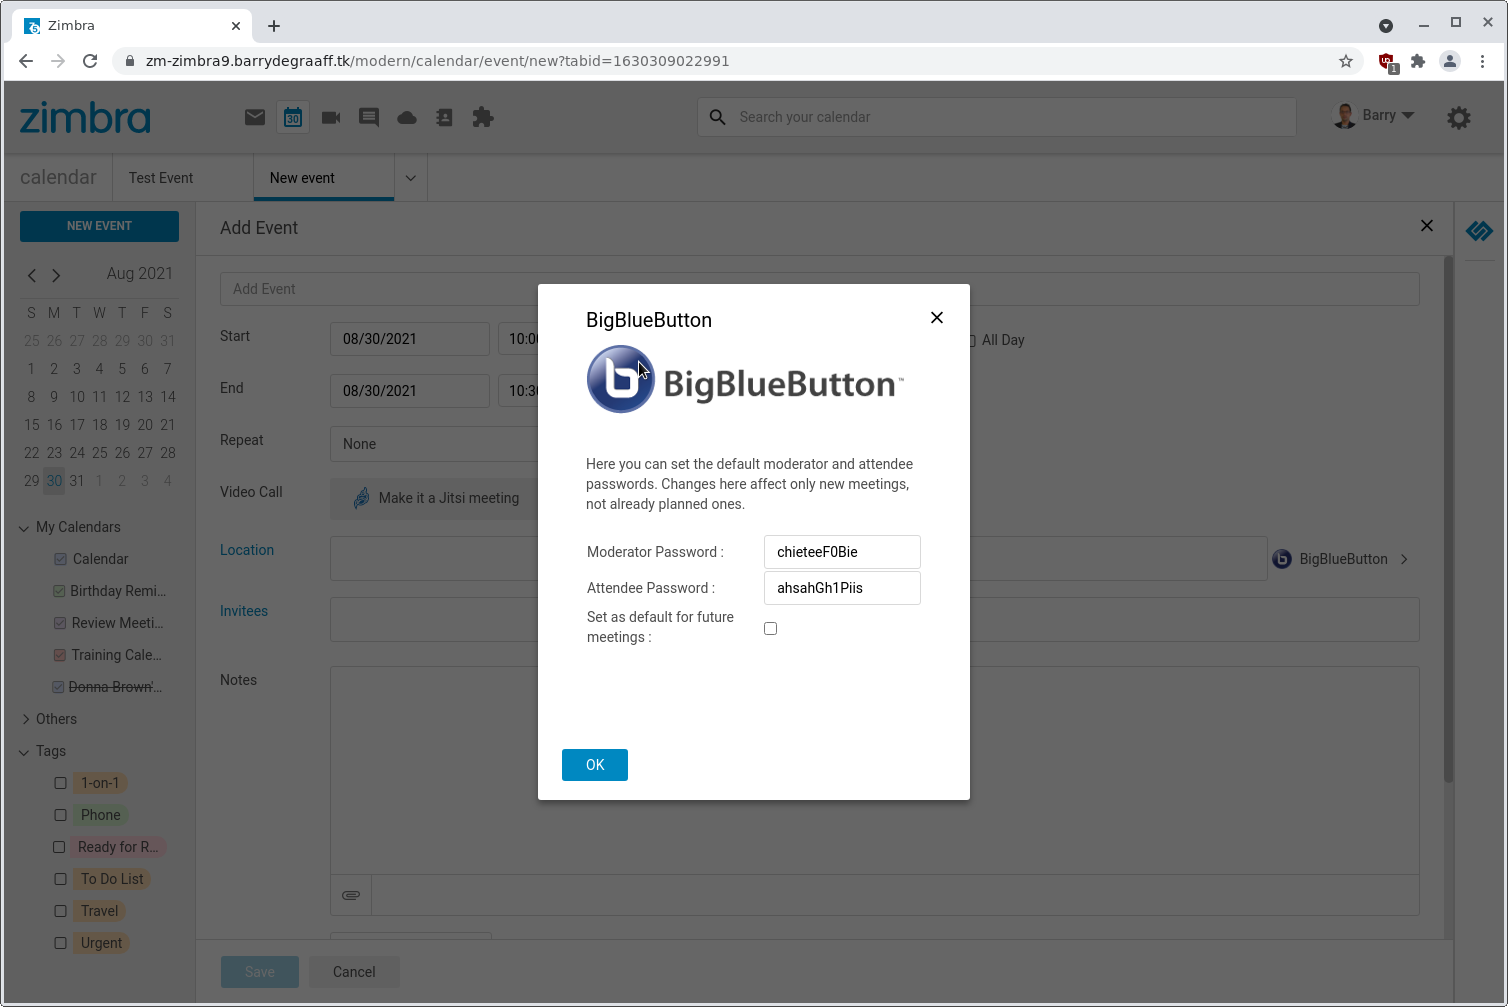 Zimbra
zm-zimbra9.barrydegraaff.tk/modern/calendar/event/new?tabid=1630309022991
1
zimbra
30
Search your calendar
Barry
calendar
Test Event
New event
NEW EVENT
Add Event
Aug 2021
S M T W T F S
25 26 27 28 29 30 31
1 2 3 4 5 6 7
8 9 10 11 12 13 14
15 16 17 18 19 20 21
22 23 24 25 26 27 28
29 30 31 1 2 3 4
My Calendars
Calendar
Birthday Remi...
Review Meeti...
Training Cale...
Donna Brown'...
Others
Tags
1-on-1
Phone
Ready for R...
To Do List
Travel
Urgent
Add Event
Start
08/30/2021
All Day
End
08/30/2021
Repeat
None
Video Call
Make it a Jitsi meeting
Location
BigBlueButton
Invitees
Notes
Save
Cancel
BigBlueButton
BigBlueButton™
Here you can set the default moderator and attendee
passwords. Changes here affect only new meetings,
not already planned ones.
Moderator Password :
chieteeF0Bie
Attendee Password :
ahsahGh1Piis
Set as default for future
meetings :
OK